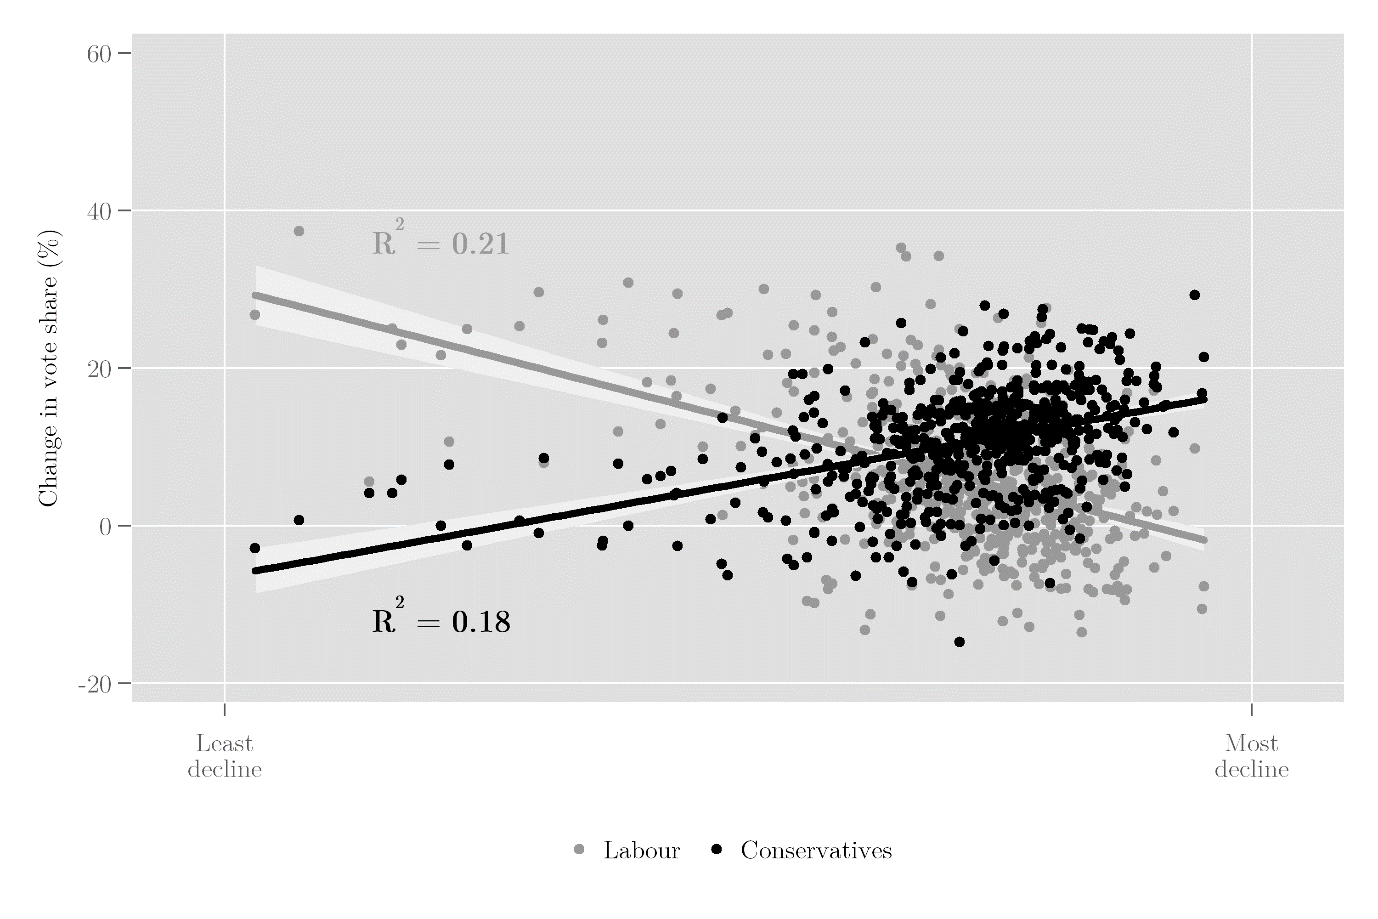 60
40
20
0
-20
Change in vote share (%)
R² = 0.21
R² = 0.18
Least
decline
Most
decline
Labour
Conservatives